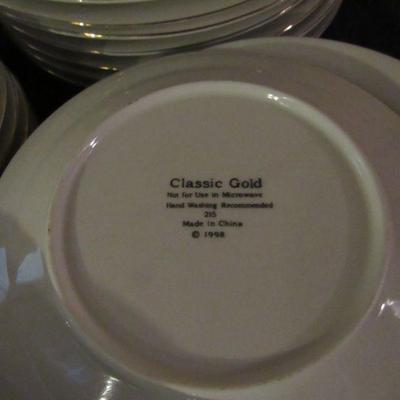 Classic Gold
Not for Use in Microwave
Hand Washing Recommended
215
Made in China
© 1998